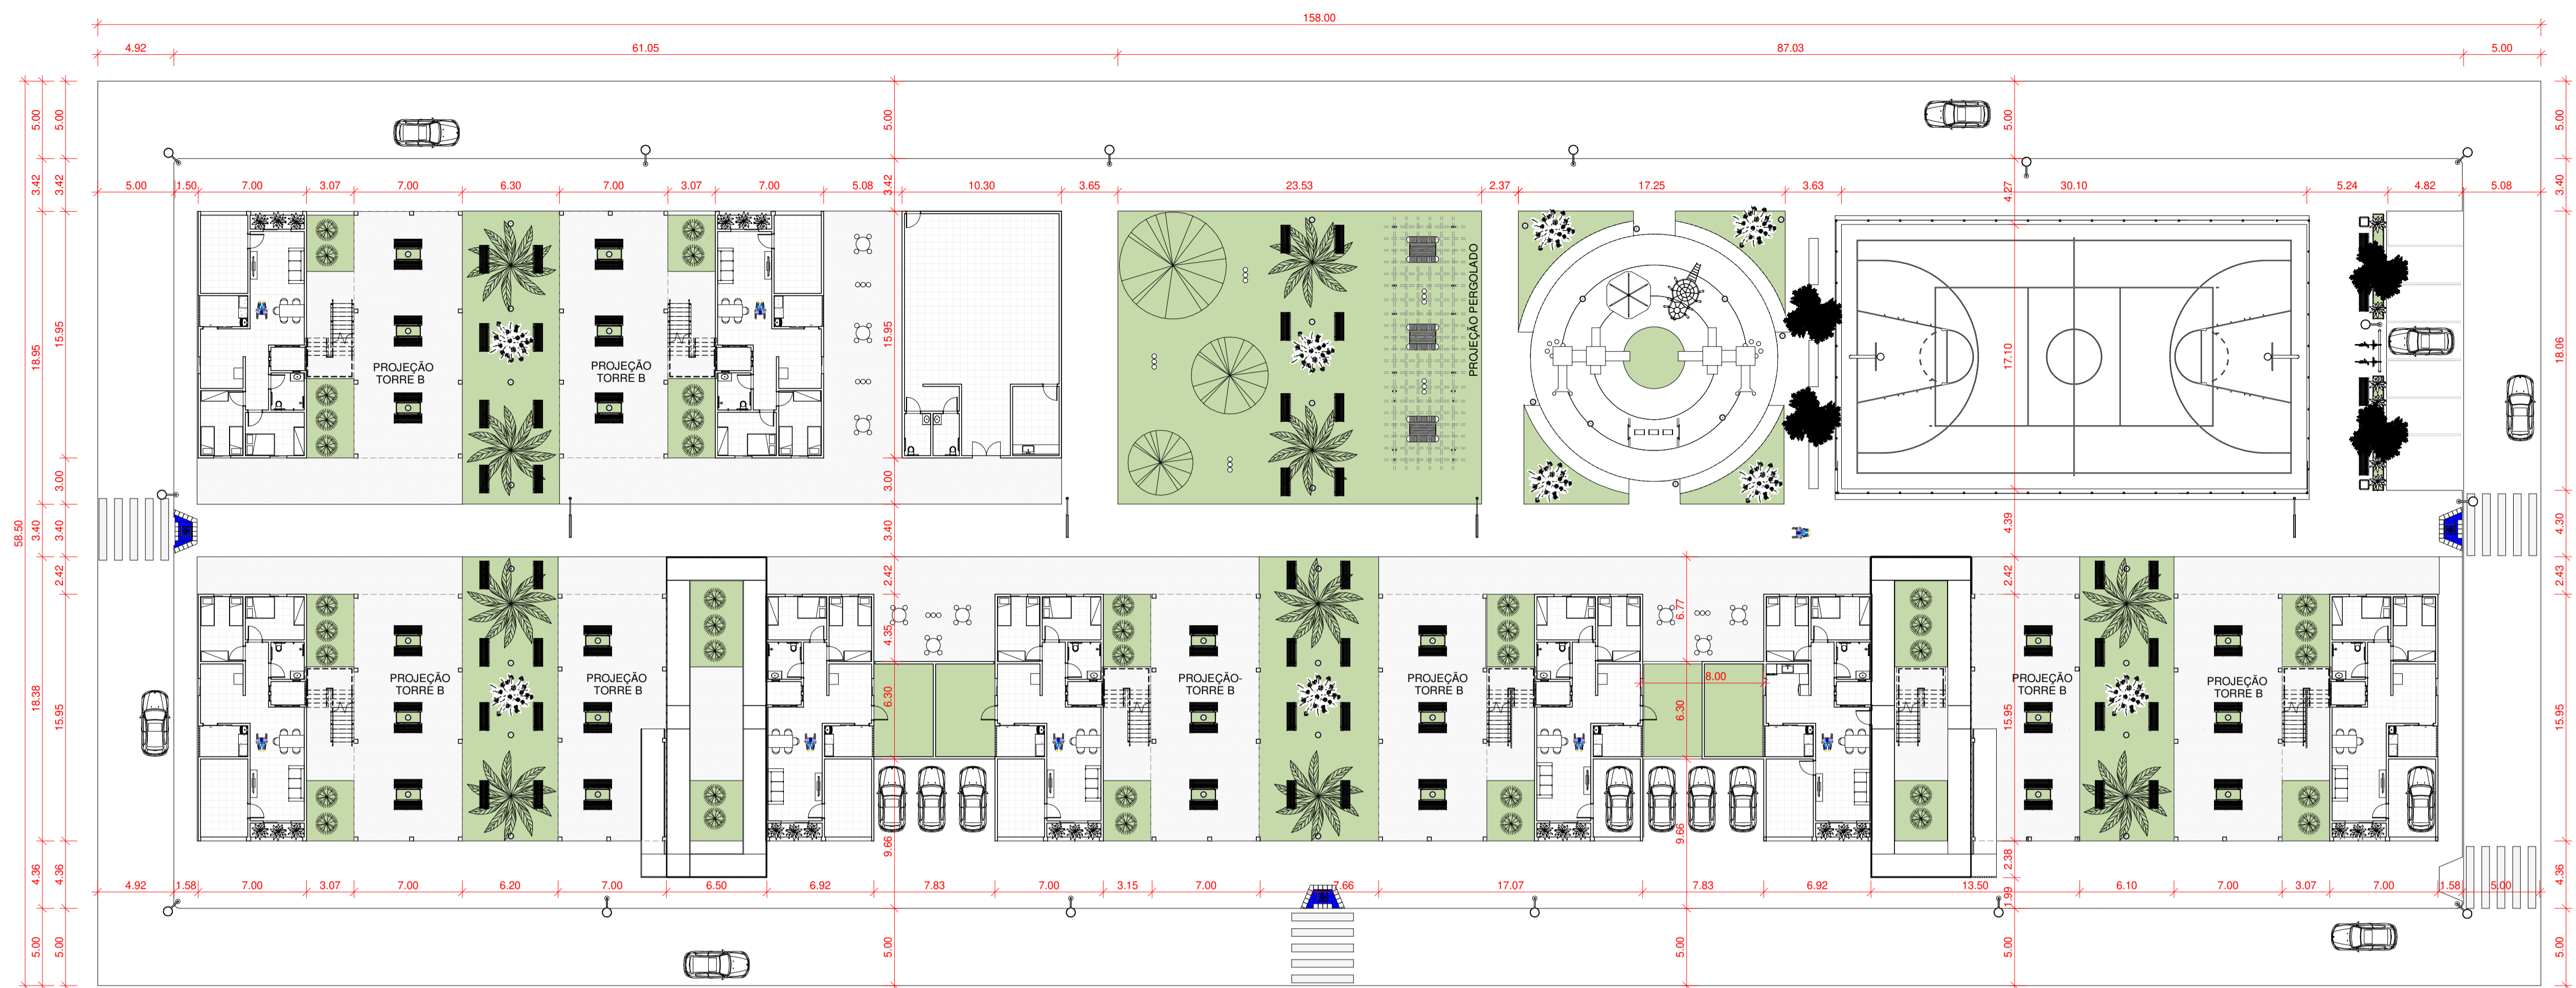 158.00
4.92 61.05 87.03 5.00
5.00 5.00 5.00 5.00 5.00
3.42 3.42 3.42 4.27 3.40
5.00 1.50 7.00 3.07 7.00 6.30 7.00 3.07 7.00 5.08 10.30 3.65 23.53 2.37 17.25 3.63 30.10 5.24 4.82 5.08
18.95 15.95 15.95 17.10 18.06
PROJEÇÃO PERGOLADO
PROJEÇÃO
TORRE B
PROJEÇÃO
TORRE B
3.00 3.00
58.50
3.40 3.40 3.40 4.39 4.30
2.42 2.42 2.42 2.43
4.35 6.77
18.38 15.95 6.30 6.30 8.00 15.95 15.95
PROJEÇÃO
TORRE B
PROJEÇÃO
TORRE B
PROJEÇÃO-
TORRE B
PROJEÇÃO
TORRE B
PROJEÇÃO
TORRE B
PROJEÇÃO
TORRE B
4.36 4.36 9.66 9.66 2.38 1.99 4.36
4.92 1.58 7.00 3.07 7.00 6.20 7.00 6.50 6.92 7.83 7.00 3.15 7.00 7.66 17.07 7.83 6.92 13.50 6.10 7.00 3.07 7.00 1.58 5.00
5.00 5.00 5.00 5.00 5.00 5.00